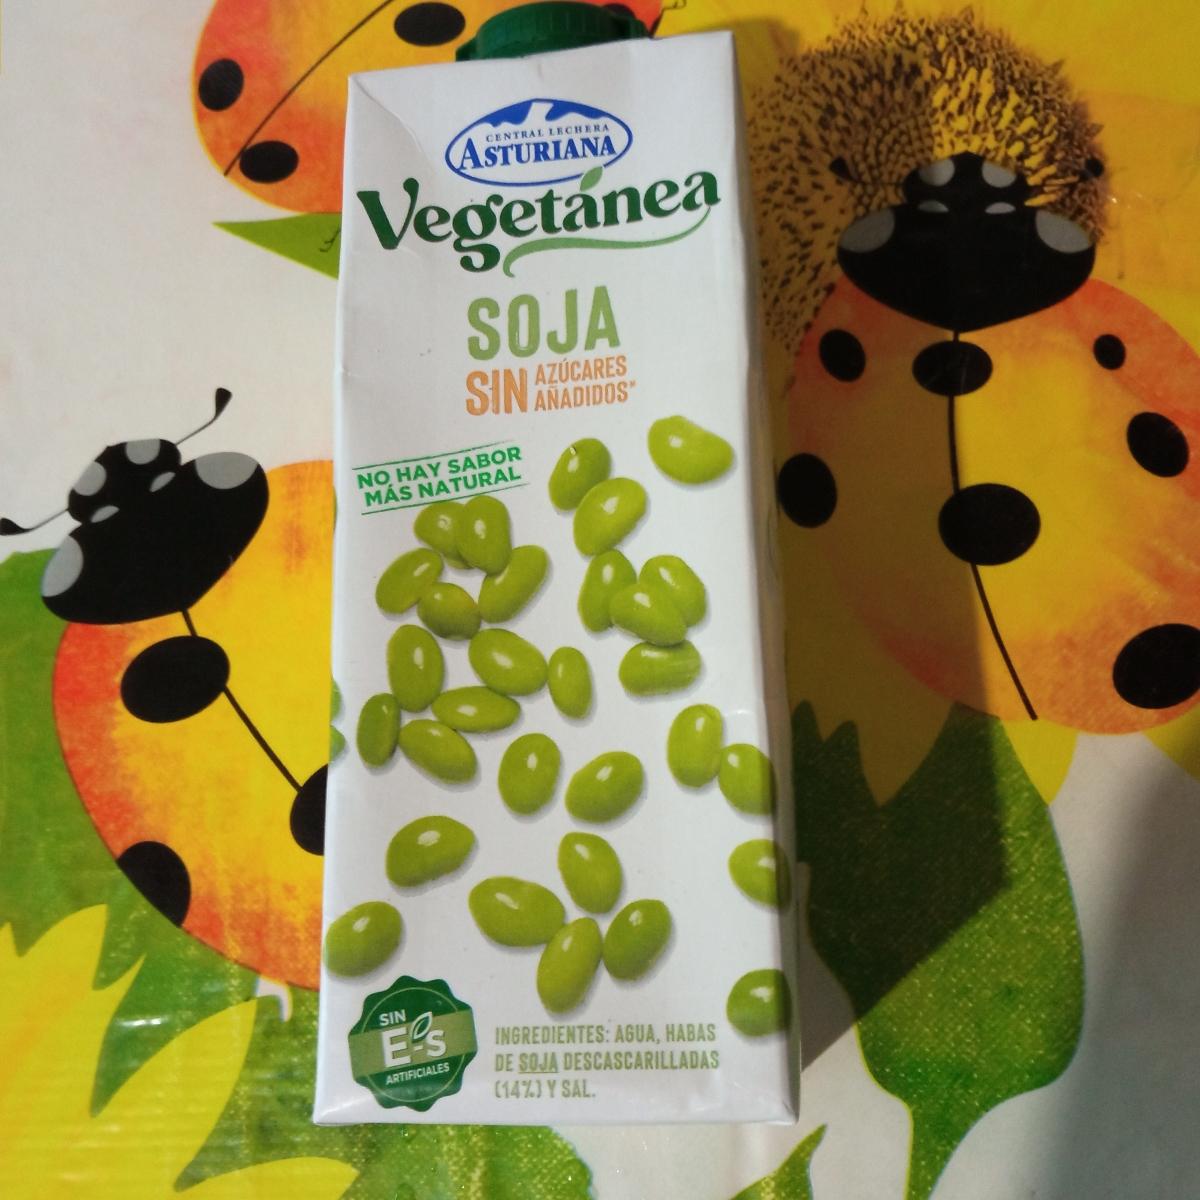 CENTRAL LECHERA
ASTURIANA
Vegetánea
SOJA
SIN AZÚCARES
AÑADIDOS*
NO HAY SABOR
MÁS NATURAL
SIN
E-s
ARTIFICIALES
INGREDIENTES: AGUA, HABAS
DE SOJA DESCASCARILLADAS
(14%) Y SAL.